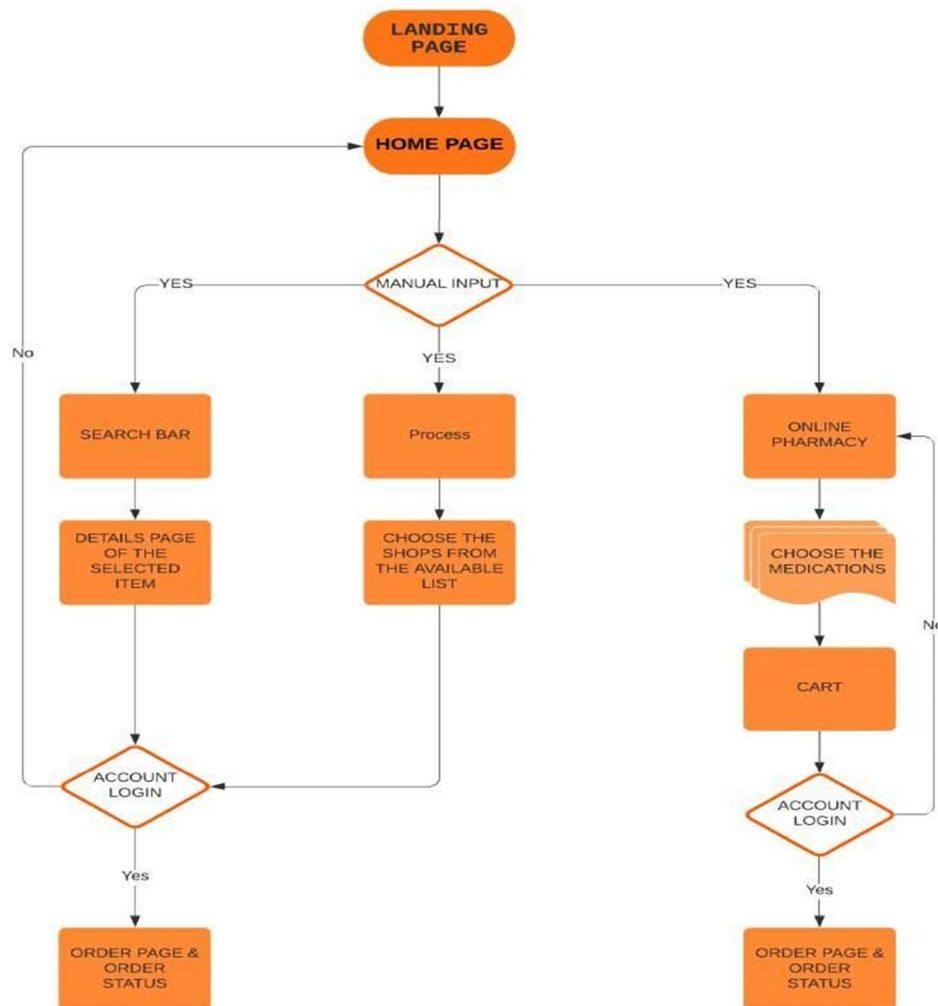 LANDING
PAGE
HOME PAGE
MANUAL INPUT
YES
YES
YES
No
SEARCH BAR
Process
ONLINE
PHARMACY
DETAILS PAGE
OF THE
SELECTED
ITEM
CHOOSE THE
SHOPS FROM
THE AVAILABLE
LIST
CHOOSE THE
MEDICATIONS
No
CART
ACCOUNT
LOGIN
ACCOUNT
LOGIN
Yes
Yes
ORDER PAGE &
ORDER
STATUS
ORDER PAGE &
ORDER
STATUS